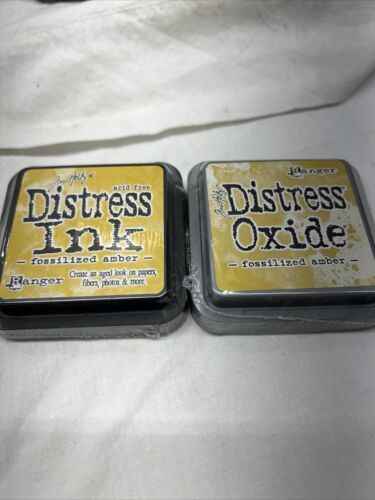 Tim Holtz
acid free
Distress
Ink
- fossilized amber -
Create an aged look on papers,
fibers, photos & more.
Ranger
Ranger
Tim Holtz
Distress
Oxide
- fossilized amber -